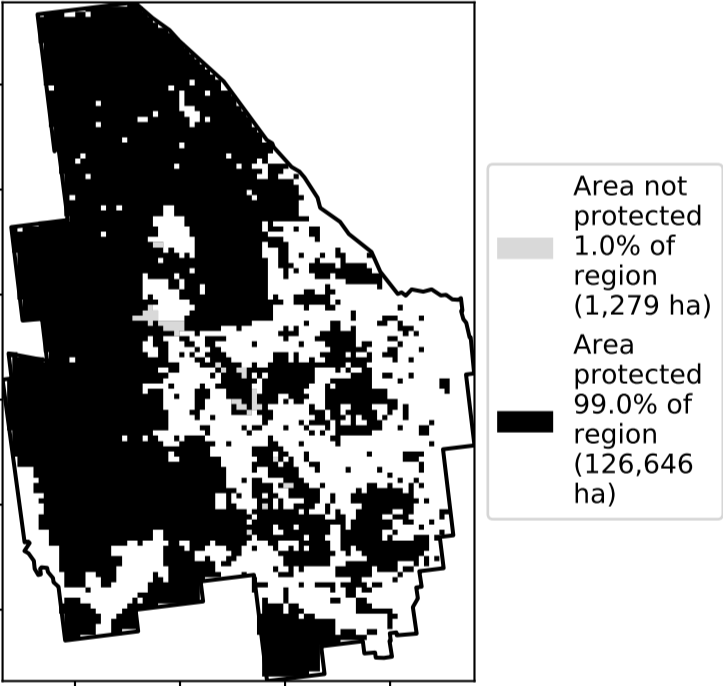 Area not
protected
1.0% of
region
(1,279 ha)
Area
protected
99.0% of
region
(126,646
ha)